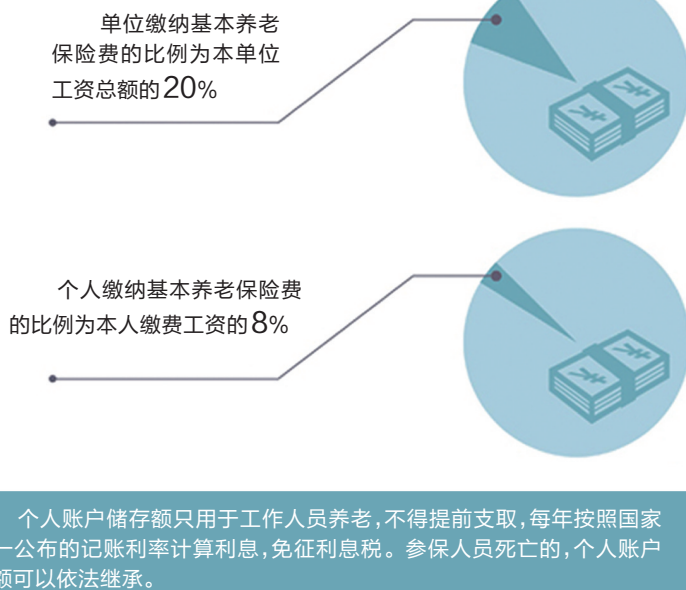 单位缴纳基本养老
保险费的比例为本单位
工资总额的20%
个人缴纳基本养老保险费
的比例为本人缴费工资的8%
个人账户储存额只用于工作人员养老,不得提前支取,每年按照国家
一公布的记账利率计算利息,免征利息税。参保人员死亡的,个人账户
额可以依法继承。